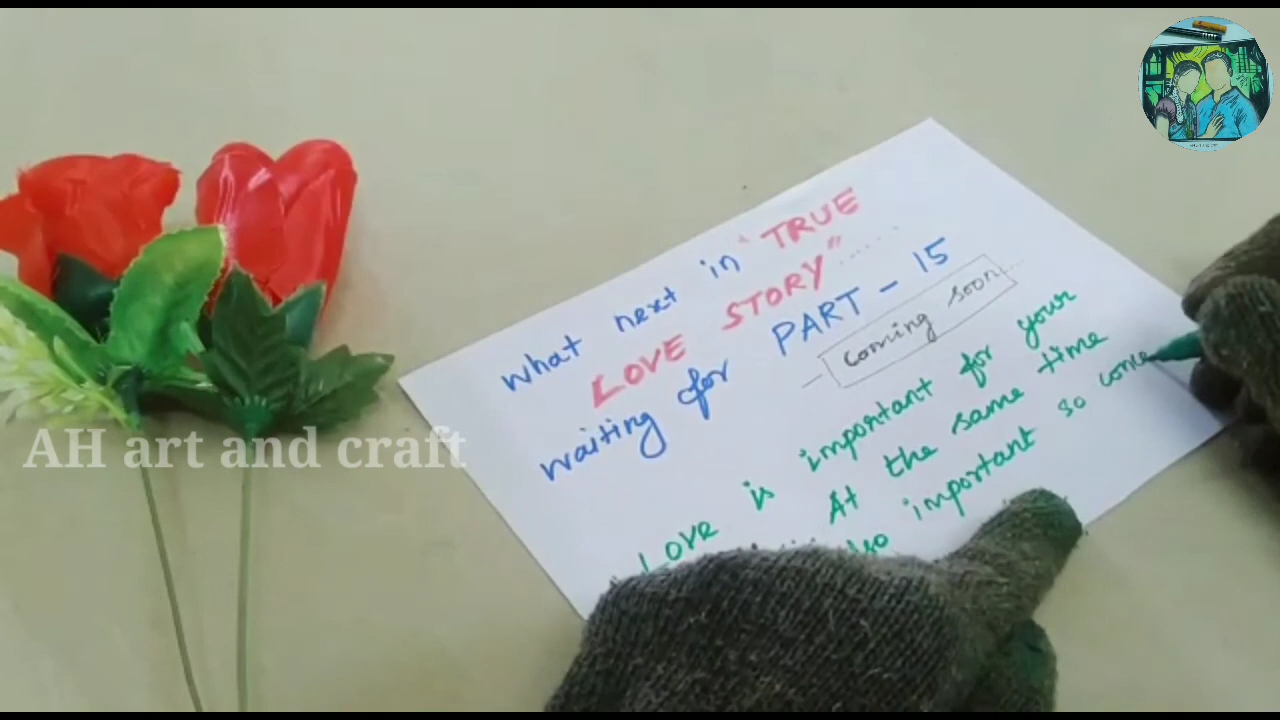 What next in "TRUE
LOVE STORY"......
waiting for PART - 15
- Coming soon...
Love is important for your
At the same time
important so come
AH art and craft